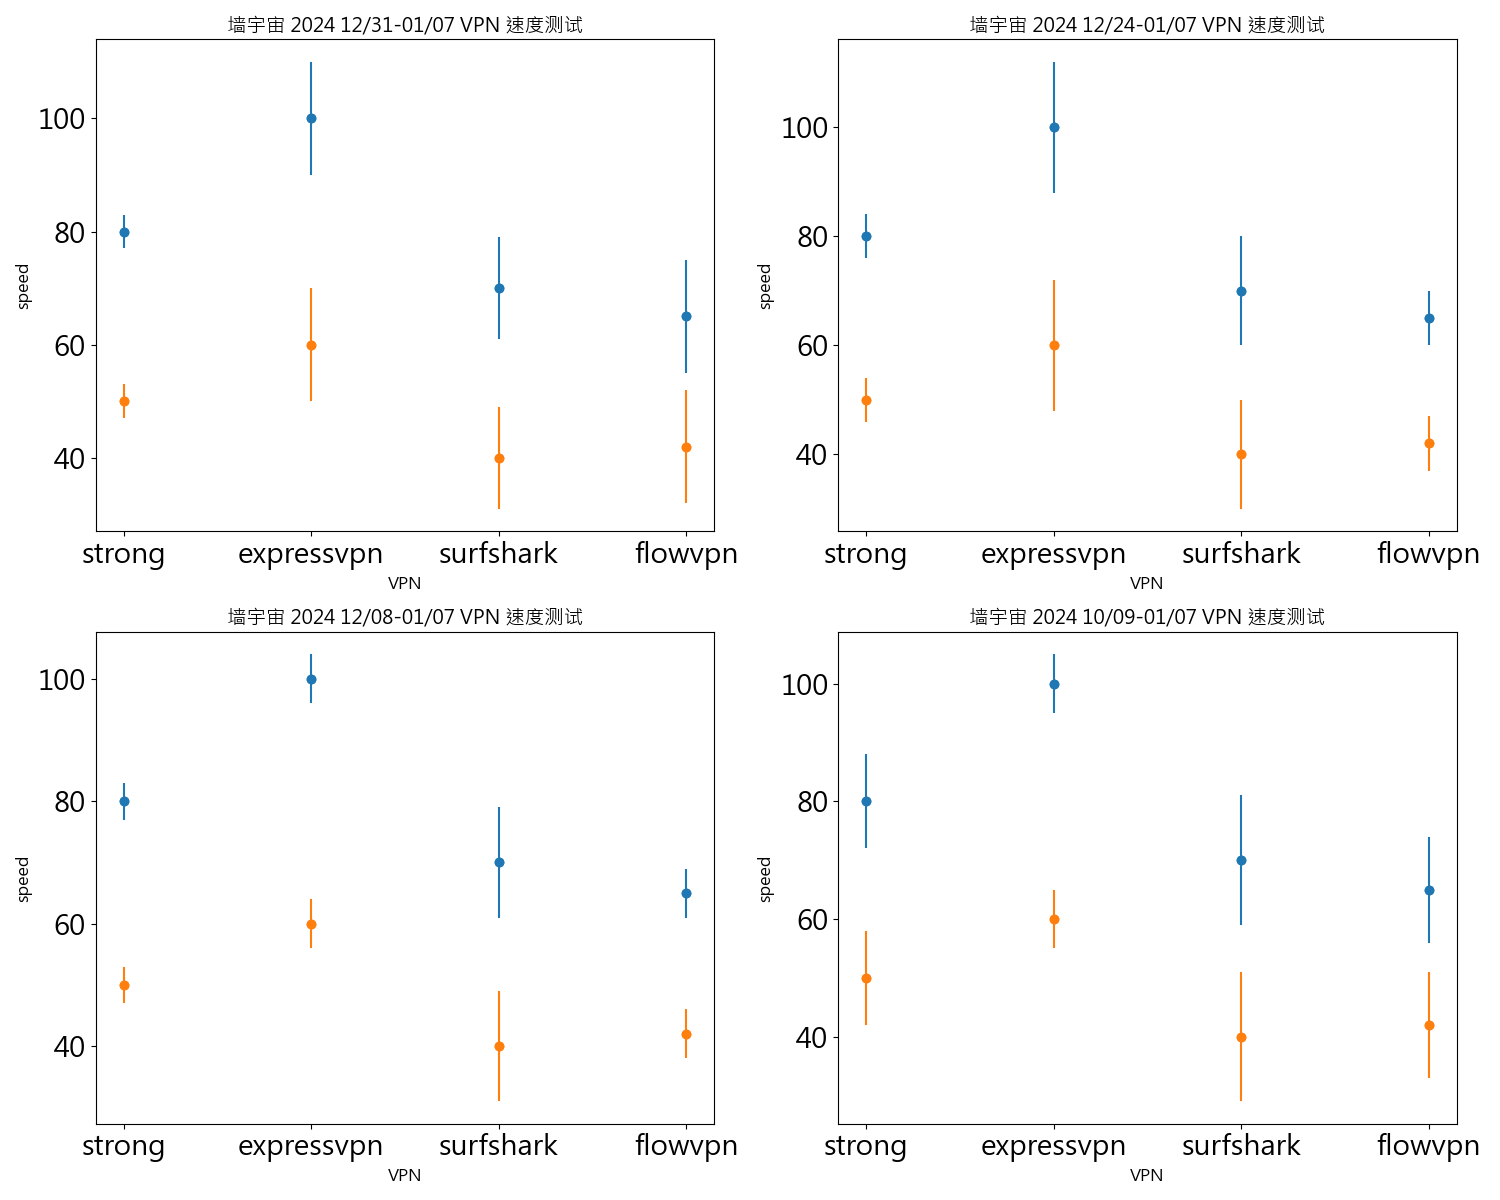 墙宇宙 2024 12/31-01/07 VPN 速度测试
100
80
60
40
speed
strong expressvpn surfshark flowvpn
VPN
墙宇宙 2024 12/24-01/07 VPN 速度测试
100
80
60
40
speed
strong expressvpn surfshark flowvpn
VPN
墙宇宙 2024 12/08-01/07 VPN 速度测试
100
80
60
40
speed
strong expressvpn surfshark flowvpn
VPN
墙宇宙 2024 10/09-01/07 VPN 速度测试
100
80
60
40
speed
strong expressvpn surfshark flowvpn
VPN